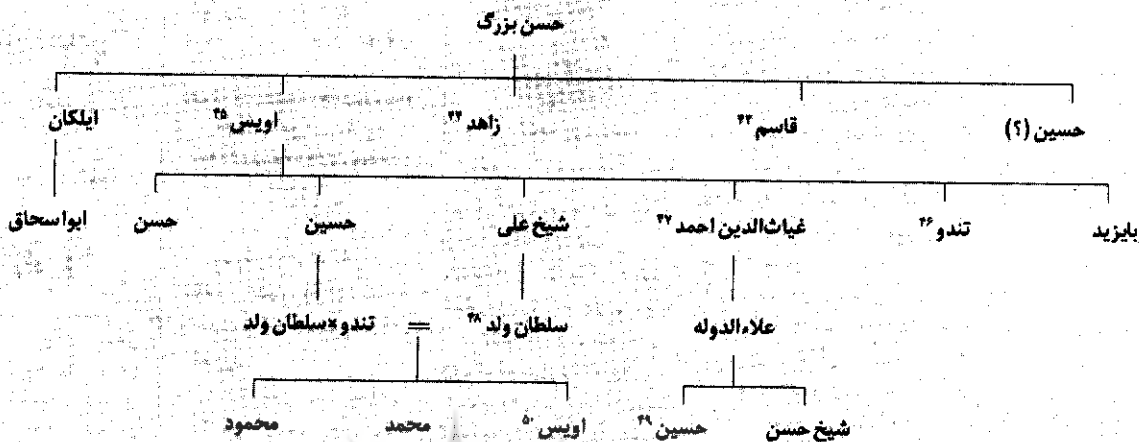 حسن بزرگ
حسین (؟) قاسم ۴۳ زاهد ۴۴ اویس ۴۵ ایلکان
بایزید تندو ۴۶ غیاث‌الدین احمد ۴۷ شیخ علی حسین حسن ابواسحاق
علاءالدوله سلطان ولد ۴۸ = تندو×سلطان ولد
شیخ حسن حسین ۴۹ اویس ۵۰ محمد محمود